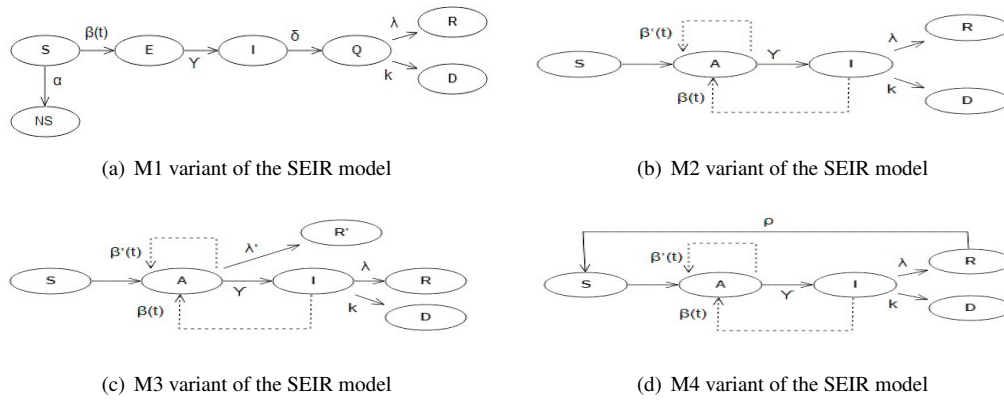 β(t)
λ
R
S
E
I
δ
Q
ϒ
k
D
α
NS
(a) M1 variant of the SEIR model
β'(t)
λ
R
S
A
ϒ
I
β(t)
k
D
(b) M2 variant of the SEIR model
R'
β'(t)
λ'
S
A
ϒ
I
λ
R
β(t)
k
D
(c) M3 variant of the SEIR model
ρ
β'(t)
λ
R
S
A
ϒ
I
β(t)
k
D
(d) M4 variant of the SEIR model